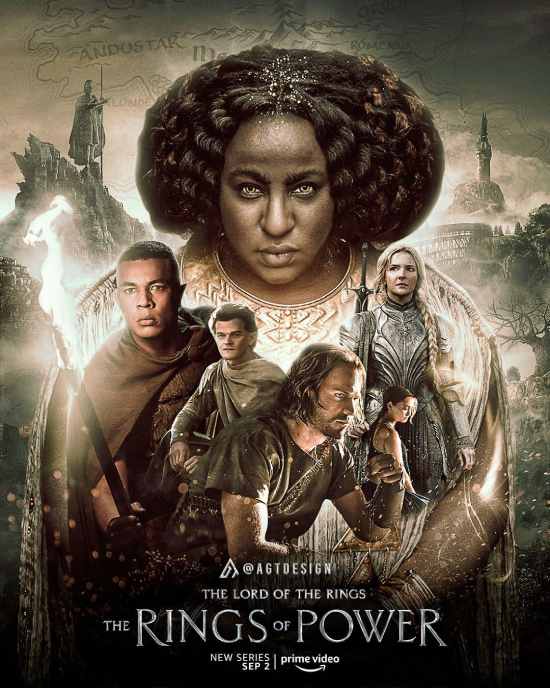 ANDUSTAR
@AGTDESIGN
THE LORD OF THE RINGS
THE RINGS OF POWER
NEW SERIES
SEP 2
prime video